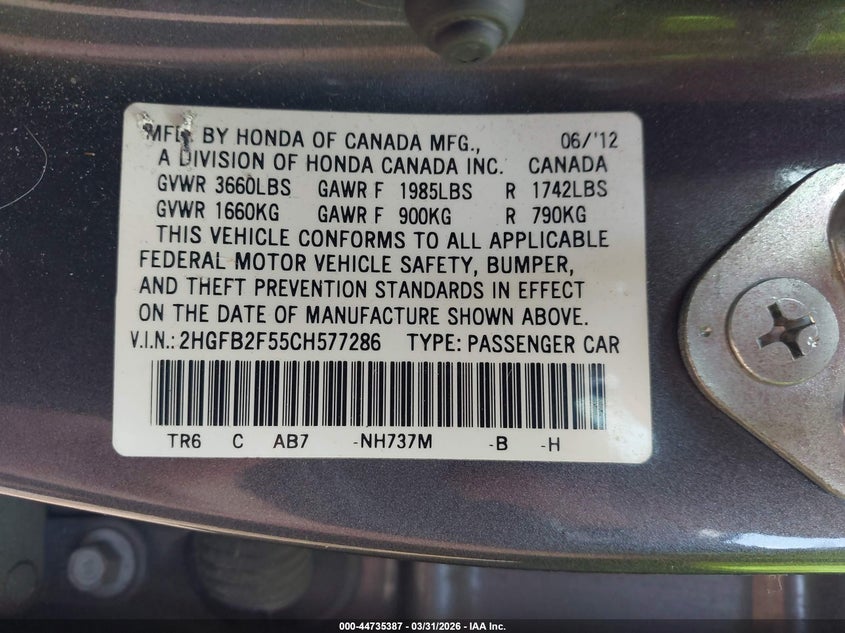 MFD. BY HONDA OF CANADA MFG., 06/'12
A DIVISION OF HONDA CANADA INC. CANADA
GVWR 3660LBS GAWR F 1985LBS R 1742LBS
GVWR 1660KG GAWR F 900KG R 790KG
THIS VEHICLE CONFORMS TO ALL APPLICABLE
FEDERAL MOTOR VEHICLE SAFETY, BUMPER,
AND THEFT PREVENTION STANDARDS IN EFFECT
ON THE DATE OF MANUFACTURE SHOWN ABOVE.
V.I.N.: 2HGFB2F55CH577286 TYPE: PASSENGER CAR
TR6 C AB7 -NH737M -B -H
000-44735387 — 03/31/2026 — IAA Inc.